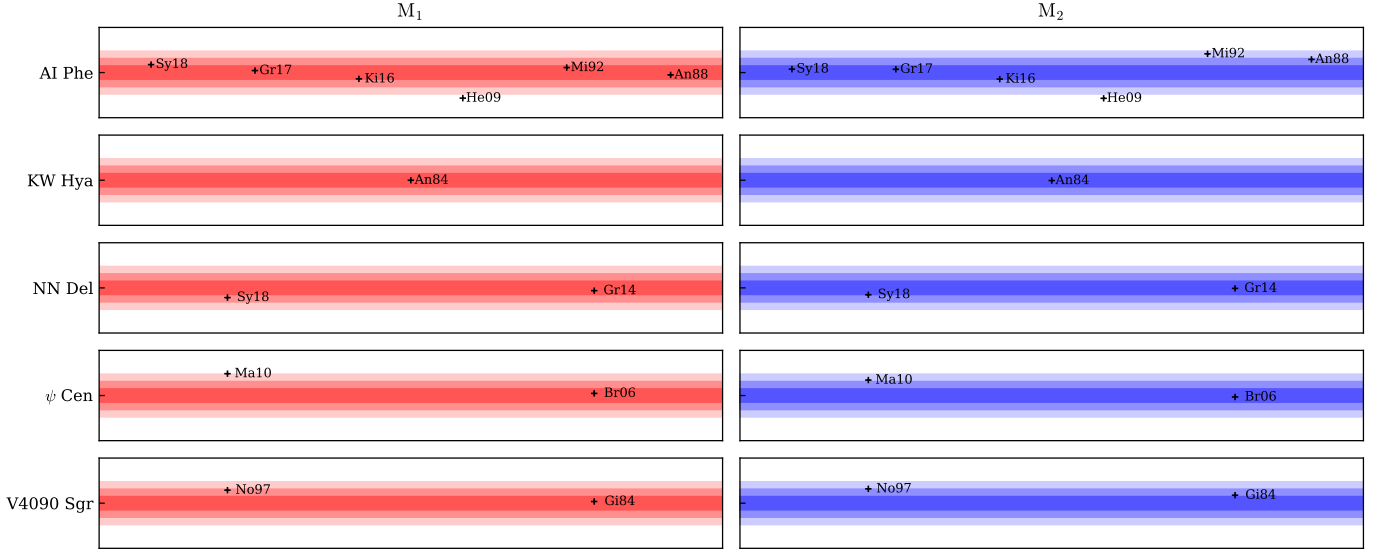 M₁
M₂
AI Phe
Sy18
Gr17
Ki16
He09
Mi92
An88
Sy18
Gr17
Ki16
He09
Mi92
An88
KW Hya
An84
An84
NN Del
Sy18
Gr14
Sy18
Gr14
ψ Cen
Ma10
Br06
Ma10
Br06
V4090 Sgr
No97
Gi84
No97
Gi84